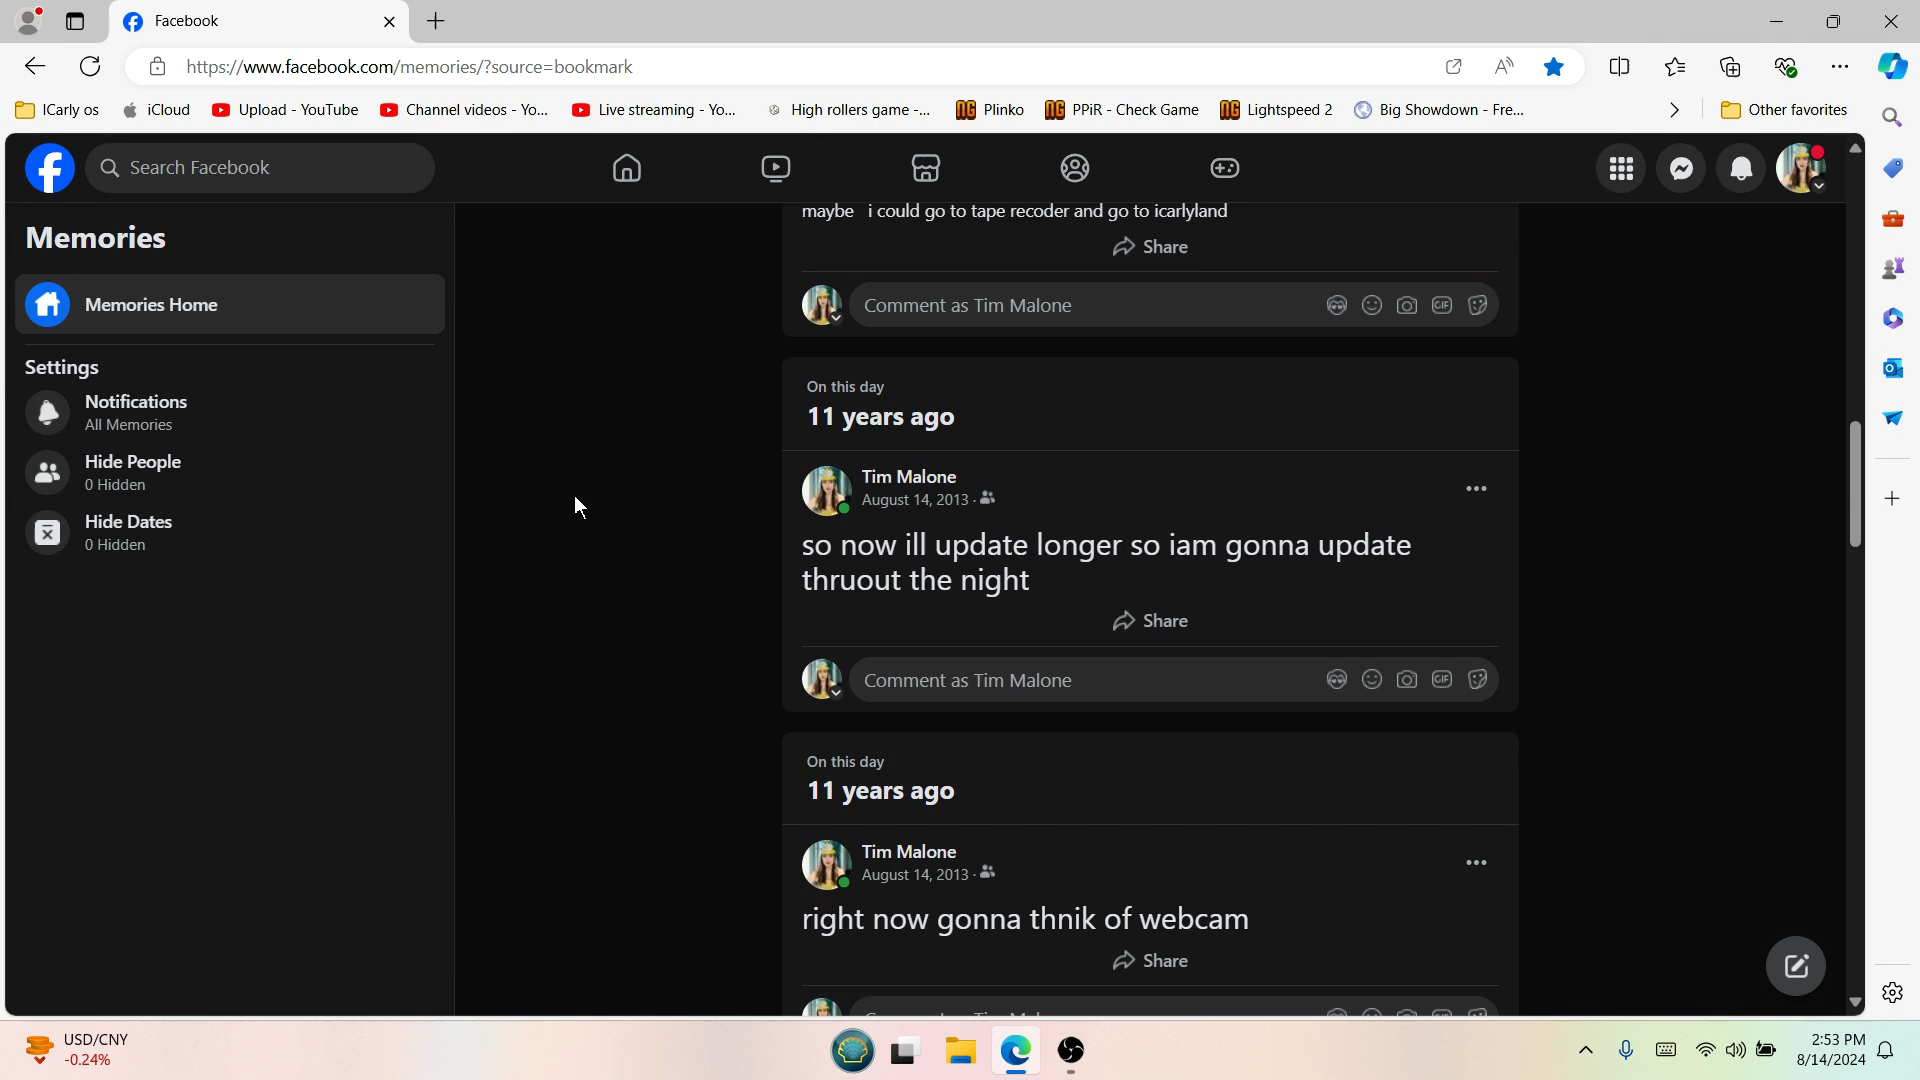 Facebook
https://www.facebook.com/memories/?source=bookmark
ICarly os
iCloud
Upload - YouTube
Channel videos - Yo...
Live streaming - Yo...
High rollers game -...
Plinko
PPiR - Check Game
Lightspeed 2
Big Showdown - Fre...
Other favorites
Search Facebook
Memories
Memories Home
Settings
Notifications
All Memories
Hide People
0 Hidden
Hide Dates
0 Hidden
maybe i could go to tape recoder and go to icarlyland
Share
Comment as Tim Malone
GIF
On this day
11 years ago
Tim Malone
August 14, 2013 ·
so now ill update longer so iam gonna update
thruout the night
Share
Comment as Tim Malone
GIF
On this day
11 years ago
Tim Malone
August 14, 2013 ·
right now gonna thnik of webcam
Share
USD/CNY
-0.24%
2:53 PM
8/14/2024